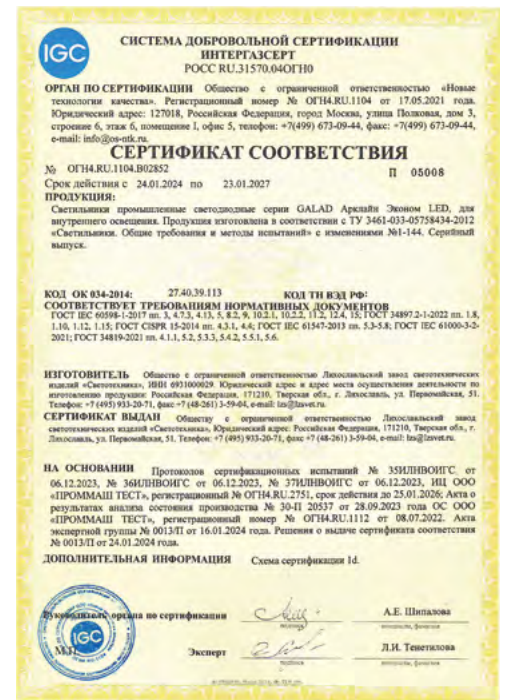 IGC
СИСТЕМА ДОБРОВОЛЬНОЙ СЕРТИФИКАЦИИ
ИНТЕРГАЗСЕРТ
РОСС RU.31570.04ОГН0
ОРГАН ПО СЕРТИФИКАЦИИ Общество с ограниченной ответственностью «Новые
технологии качества». Регистрационный номер № ОГН4.RU.1104 от 17.05.2021 года.
Юридический адрес: 127018, Российская Федерация, город Москва, улица Полковая, дом 3,
строение 6, этаж 6, помещение I, офис 5, телефон: +7(499) 673-09-44, факс: +7(499) 673-09-44,
e-mail: info@os-ntk.ru.
СЕРТИФИКАТ СООТВЕТСТВИЯ
№ ОГН4.RU.1104.В02852
П 05008
Срок действия с 24.01.2024 по 23.01.2027
ПРОДУКЦИЯ:
Светильники промышленные светодиодные серии GALAD Арклайн Эконом LED, для
внутреннего освещения. Продукция изготовлена в соответствии с ТУ 3461-033-05758434-2012
«Светильники. Общие требования и методы испытаний» с изменениями №1-144. Серийный
выпуск.
КОД ОК 034-2014: 27.40.39.113 КОД ТН ВЭД РФ:
СООТВЕТСТВУЕТ ТРЕБОВАНИЯМ НОРМАТИВНЫХ ДОКУМЕНТОВ
ГОСТ IEC 60598-1-2017 пп. 3, 4.7.3, 4.13, 5, 8.2, 9, 10.2.1, 10.2.2, 11.2, 12.4, 15; ГОСТ 34897.2-1-2022 пп. 1.8,
1.10, 1.12, 1.15; ГОСТ CISPR 15-2014 пп. 4.3.1, 4.4; ГОСТ IEC 61547-2013 пп. 5.3-5.8; ГОСТ IEC 61000-3-2-
2021; ГОСТ 34819-2021 пп. 4.1.1, 5.2, 5.3.3, 5.4.2, 5.5.1, 5.6.
ИЗГОТОВИТЕЛЬ Общество с ограниченной ответственностью Лихославльский завод светотехнических
изделий «Светотехника», ИНН 6931000029. Юридический адрес и адрес места осуществления деятельности по
изготовлению продукции: Российская Федерация, 171210, Тверская обл., г. Лихославль, ул. Первомайская, 51.
Телефон: +7 (495) 933-20-71, факс +7 (48-261) 3-59-04, e-mail: lzs@lzsvet.ru.
СЕРТИФИКАТ ВЫДАН Обществу с ограниченной ответственностью Лихославльский завод
светотехнических изделий «Светотехника», Юридический адрес: Российская Федерация, 171210, Тверская обл., г.
Лихославль, ул. Первомайская, 51. Телефон +7 (495) 933-20-71, факс +7 (48-261) 3-59-04, e-mail: lzs@lzsvet.ru.
НА ОСНОВАНИИ Протоколов сертификационных испытаний № 35ИЛНВОИГС от
06.12.2023, № 36ИЛНВОИГС от 06.12.2023, № 37ИЛНВОИГС от 06.12.2023, ИЦ ООО
«ПРОММАШ ТЕСТ», регистрационный № ОГН4.RU.2751, срок действия до 25.01.2026; Акта о
результатах анализа состояния производства № 30-П 20537 от 28.09.2023 года ОС ООО
«ПРОММАШ ТЕСТ», регистрационный номер № ОГН4.RU.1112 от 08.07.2022. Акта
экспертной группы № 0013/П от 16.01.2024 года. Решения о выдаче сертификата соответствия
№ 0013/П от 24.01.2024 года.
ДОПОЛНИТЕЛЬНАЯ ИНФОРМАЦИЯ Схема сертификации 1d.
Руководитель органа по сертификации
А.Е. Шипалова
подпись
инициалы, фамилия
IGC
М.П.
Эксперт
Л.И. Тенетилова
подпись
инициалы, фамилия